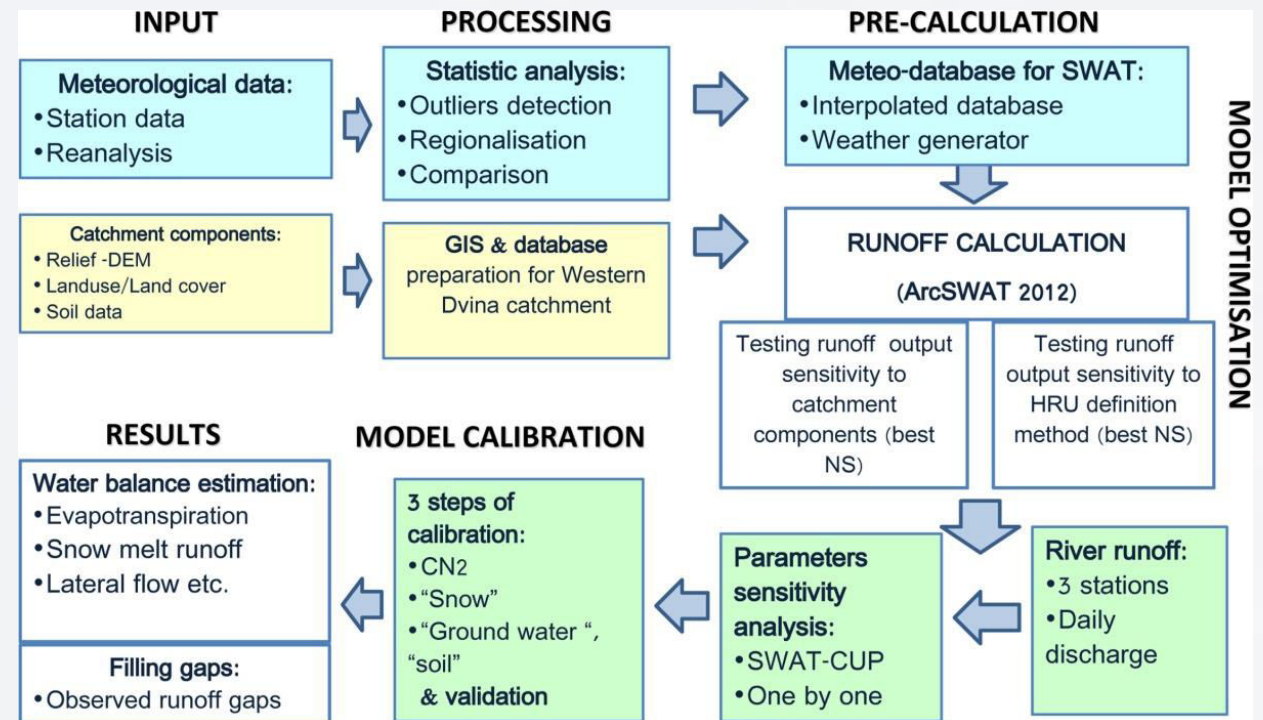 INPUT
PROCESSING
PRE-CALCULATION
Meteorological data:
•Station data
•Reanalysis
Statistic analysis:
•Outliers detection
•Regionalisation
•Comparison
Meteo-database for SWAT:
•Interpolated database
•Weather generator
MODEL OPTIMISATION
Catchment components:
• Relief -DEM
• Landuse/Land cover
• Soil data
GIS & database
preparation for Western
Dvina catchment
RUNOFF CALCULATION
(ArcSWAT 2012)
Testing runoff output
sensitivity to
catchment
components (best
NS)
Testing runoff
output sensitivity to
HRU definition
method (best NS)
RESULTS
MODEL CALIBRATION
Water balance estimation:
•Evapotranspiration
•Snow melt runoff
•Lateral flow etc.
Filling gaps:
•Observed runoff gaps
3 steps of
calibration:
•CN2
•“Snow”
•“Ground water “,
“soil”
& validation
Parameters
sensitivity
analysis:
•SWAT-CUP
•One by one
River runoff:
•3 stations
•Daily
discharge